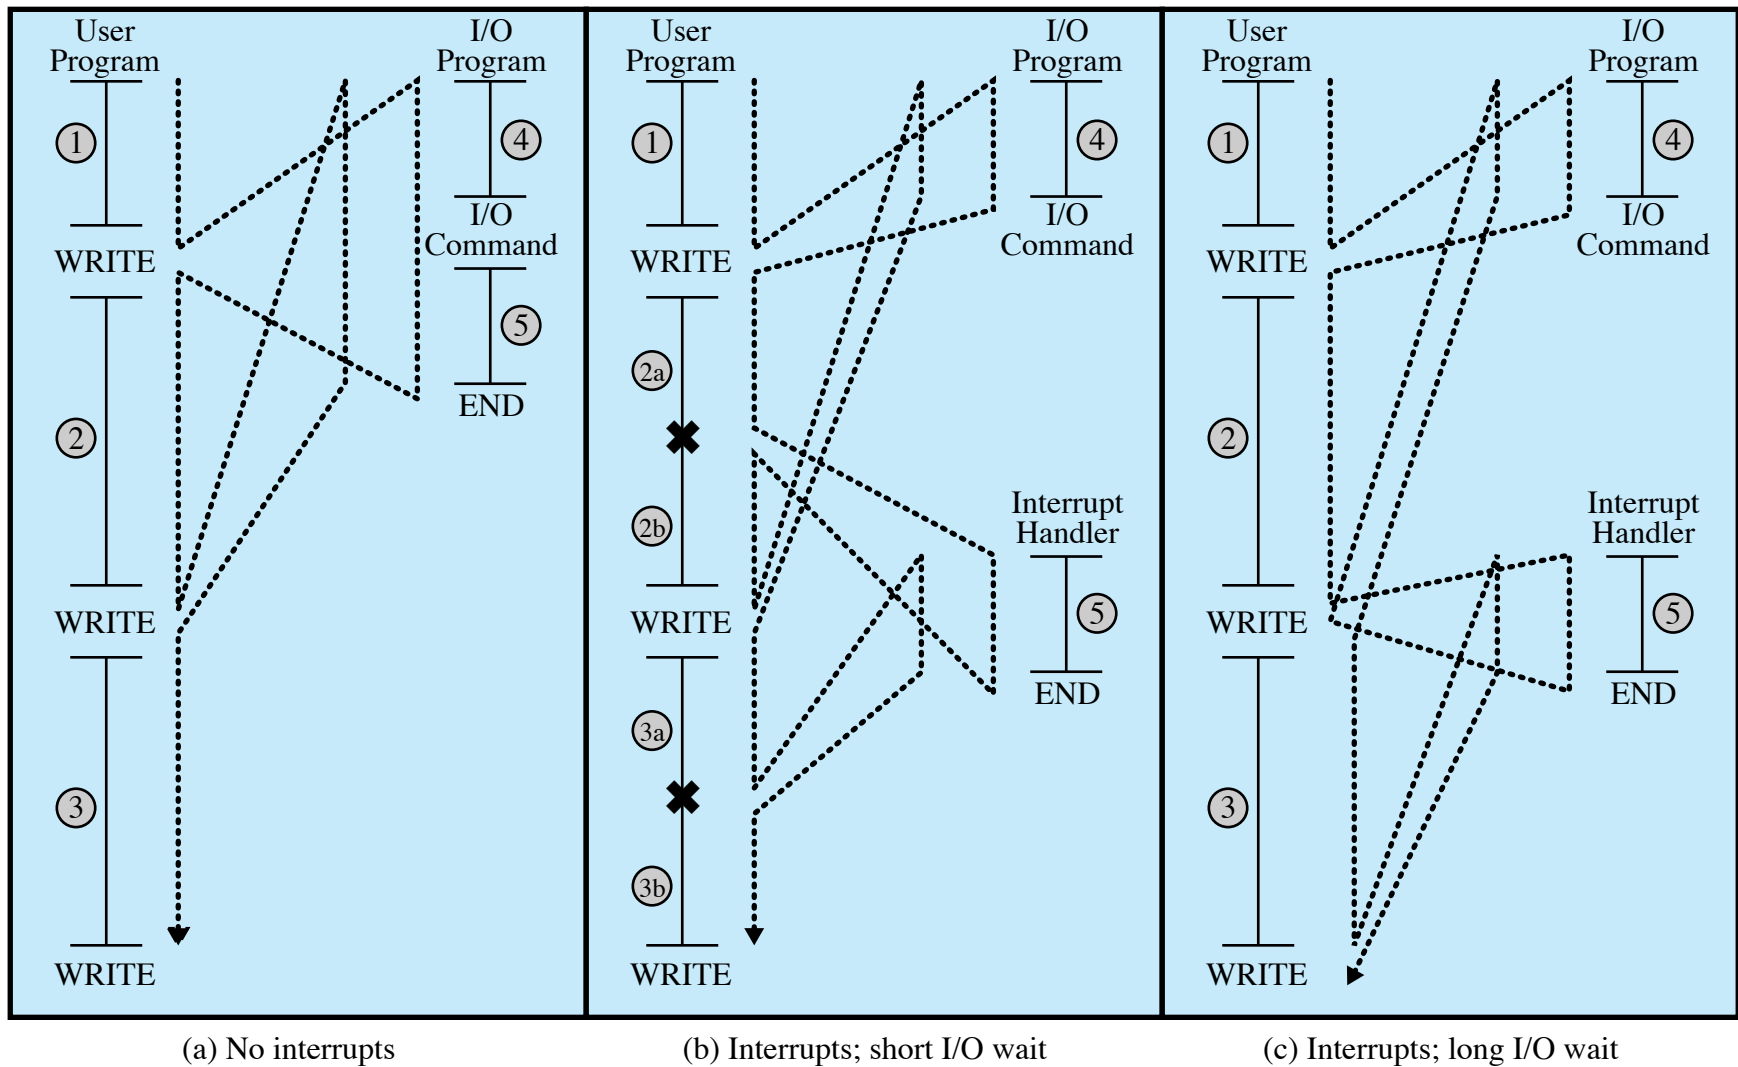 User
Program
I/O
Program
1
4
WRITE
I/O
Command
2
5
END
WRITE
3
WRITE
(a) No interrupts
User
Program
I/O
Program
1
4
WRITE
I/O
Command
2a
2b
Interrupt
Handler
WRITE
5
END
3a
3b
WRITE
(b) Interrupts; short I/O wait
User
Program
I/O
Program
1
4
WRITE
I/O
Command
2
Interrupt
Handler
WRITE
5
END
3
WRITE
(c) Interrupts; long I/O wait